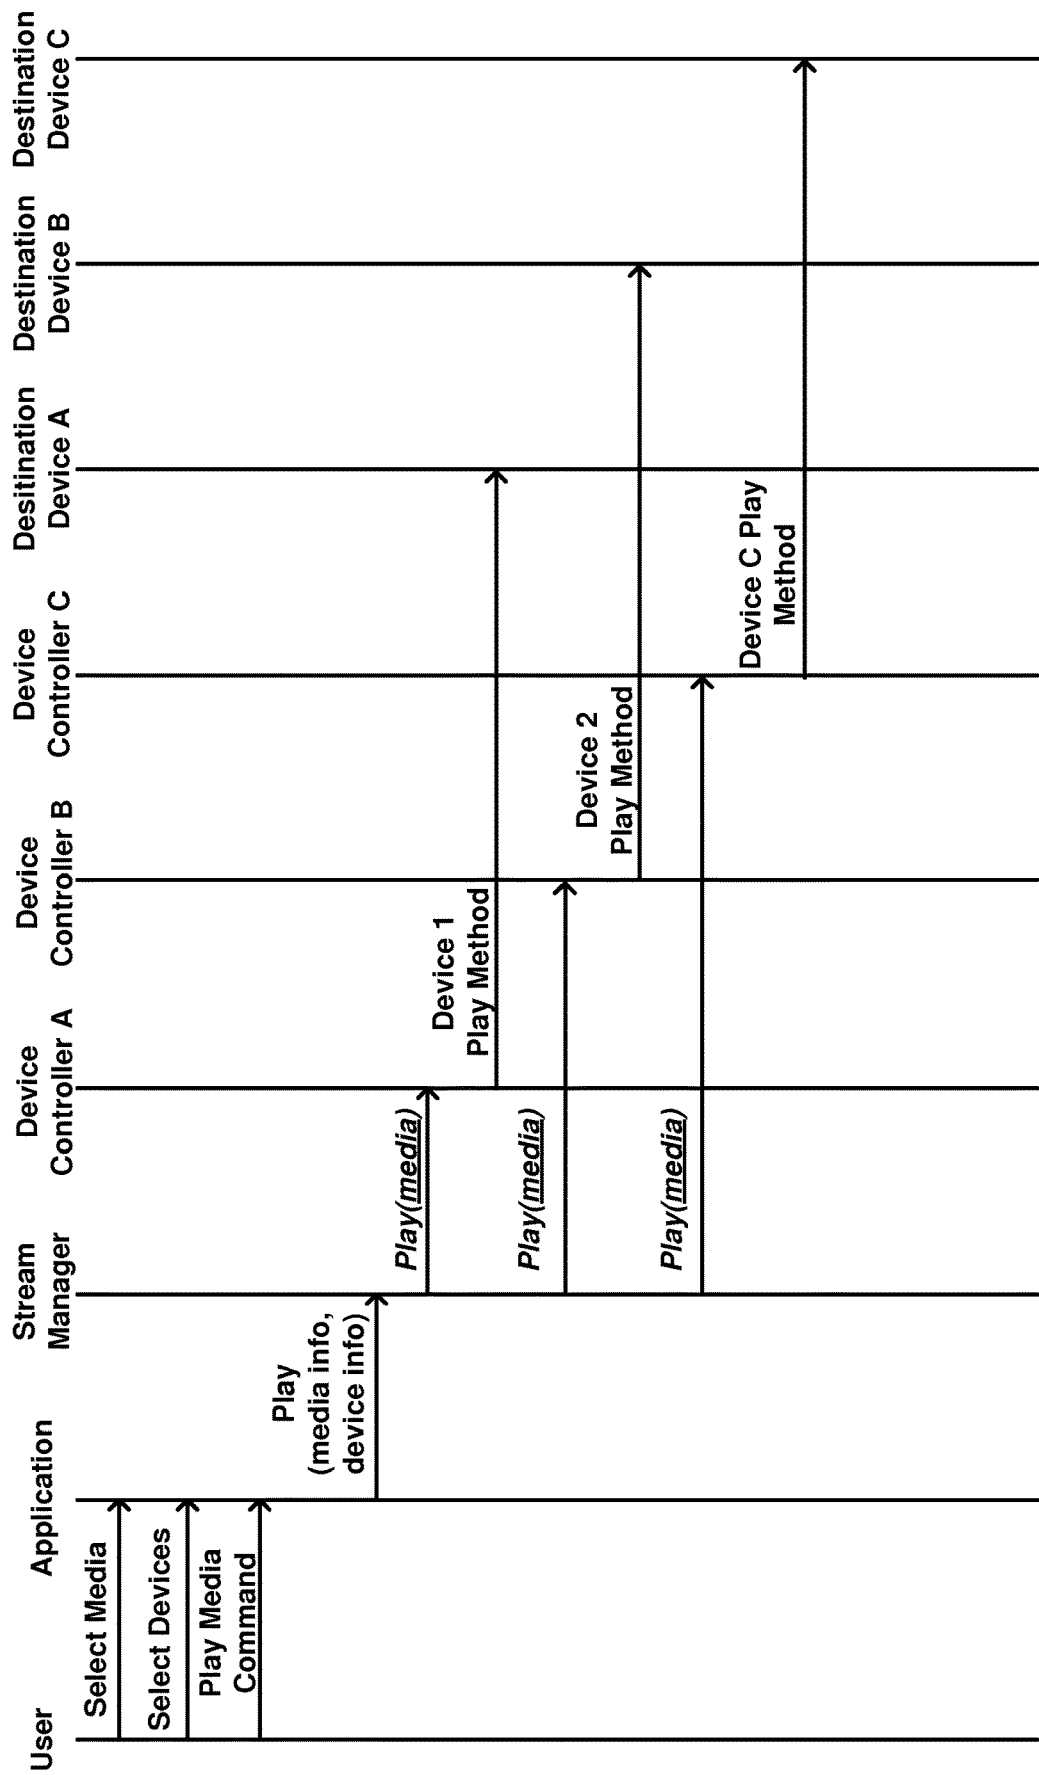 User
Application
Stream
Manager
Device
Controller A
Device
Controller B
Device
Controller C
Desitination
Device A
Destination
Device B
Destination
Device C
Select Media
Select Devices
Play Media
Command
Play
(media info,
device info)
Play(media)
Device 1
Play Method
Play(media)
Device 2
Play Method
Play(media)
Device C Play
Method